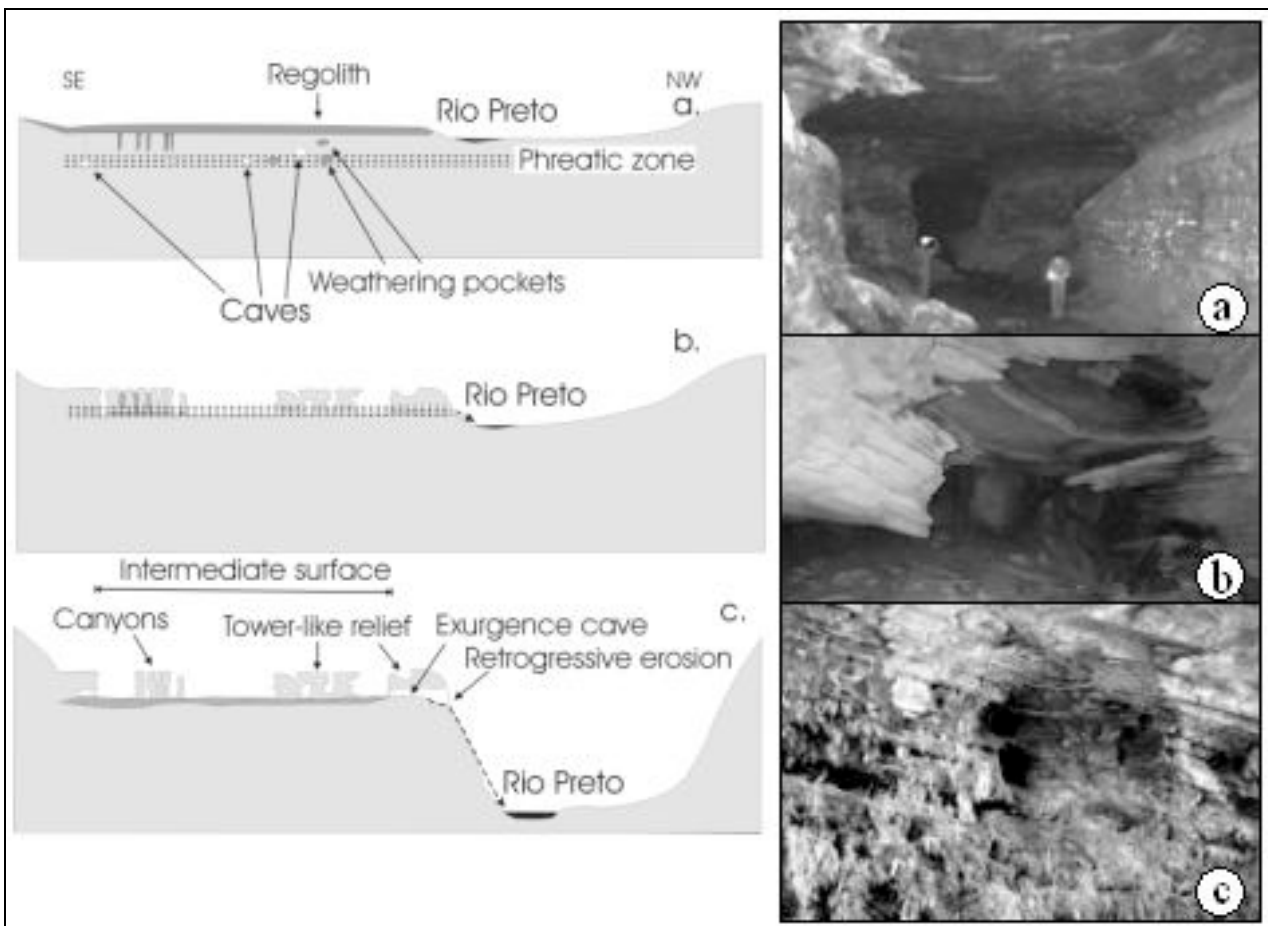 SE
Regolith
NW
a.
Rio Preto
Phreatic zone
Weathering pockets
Caves
b.
Rio Preto
Intermediate surface
c.
Canyons
Tower-like relief
Exurgence cave
Retrogressive erosion
Rio Preto
a
b
c